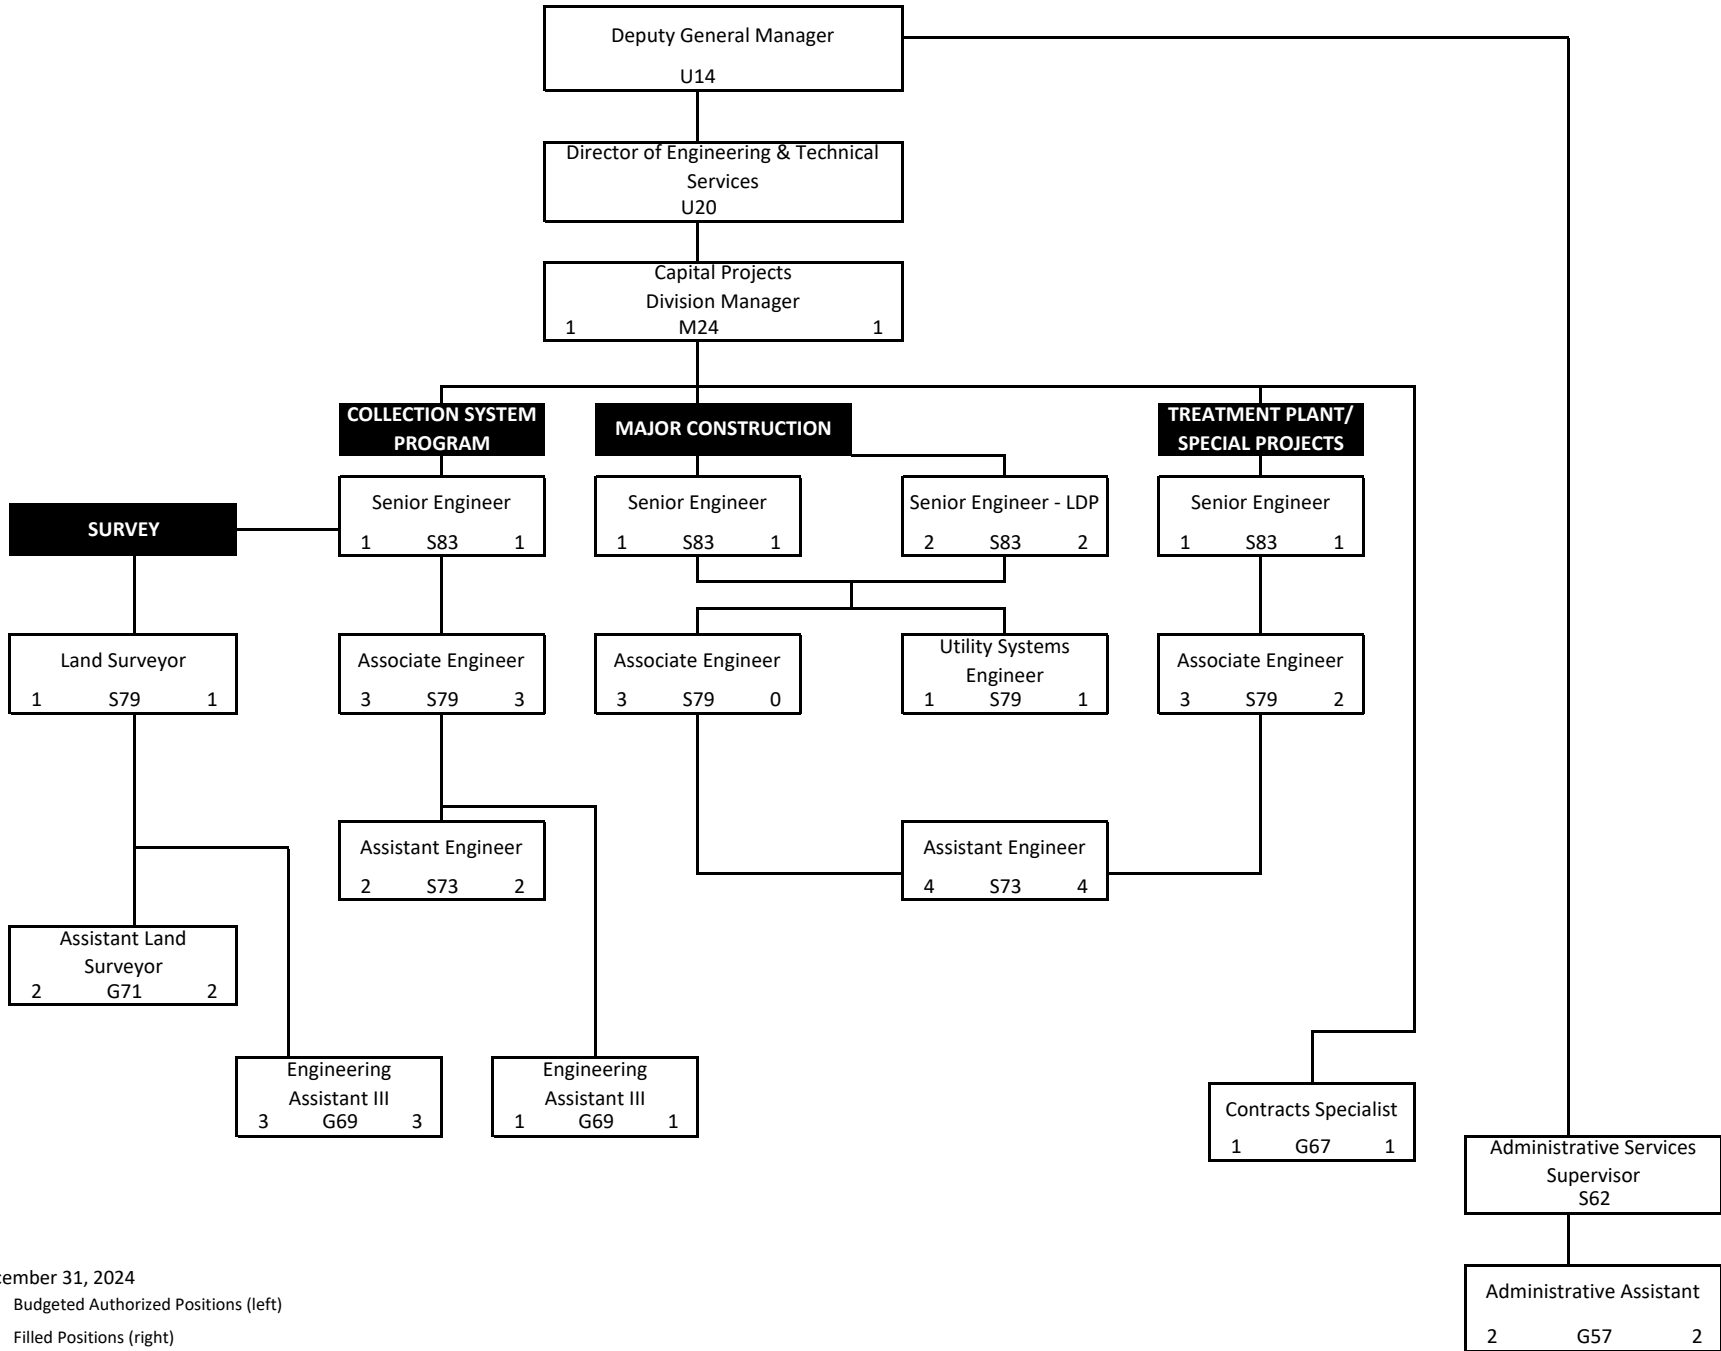 Deputy General Manager
U14
Director of Engineering & Technical
Services
U20
Capital Projects
Division Manager
1 M24 1
COLLECTION SYSTEM
PROGRAM
MAJOR CONSTRUCTION
TREATMENT PLANT/
SPECIAL PROJECTS
SURVEY
Senior Engineer
1 S83 1
Senior Engineer
1 S83 1
Senior Engineer - LDP
2 S83 2
Senior Engineer
1 S83 1
Land Surveyor
1 S79 1
Associate Engineer
3 S79 3
Associate Engineer
3 S79 0
Utility Systems
Engineer
1 S79 1
Associate Engineer
3 S79 2
Assistant Engineer
2 S73 2
Assistant Engineer
4 S73 4
Assistant Land
Surveyor
2 G71 2
Engineering
Assistant III
3 G69 3
Engineering
Assistant III
1 G69 1
Contracts Specialist
1 G67 1
Administrative Services
Supervisor
S62
Administrative Assistant
2 G57 2
cember 31, 2024
Budgeted Authorized Positions (left)
Filled Positions (right)